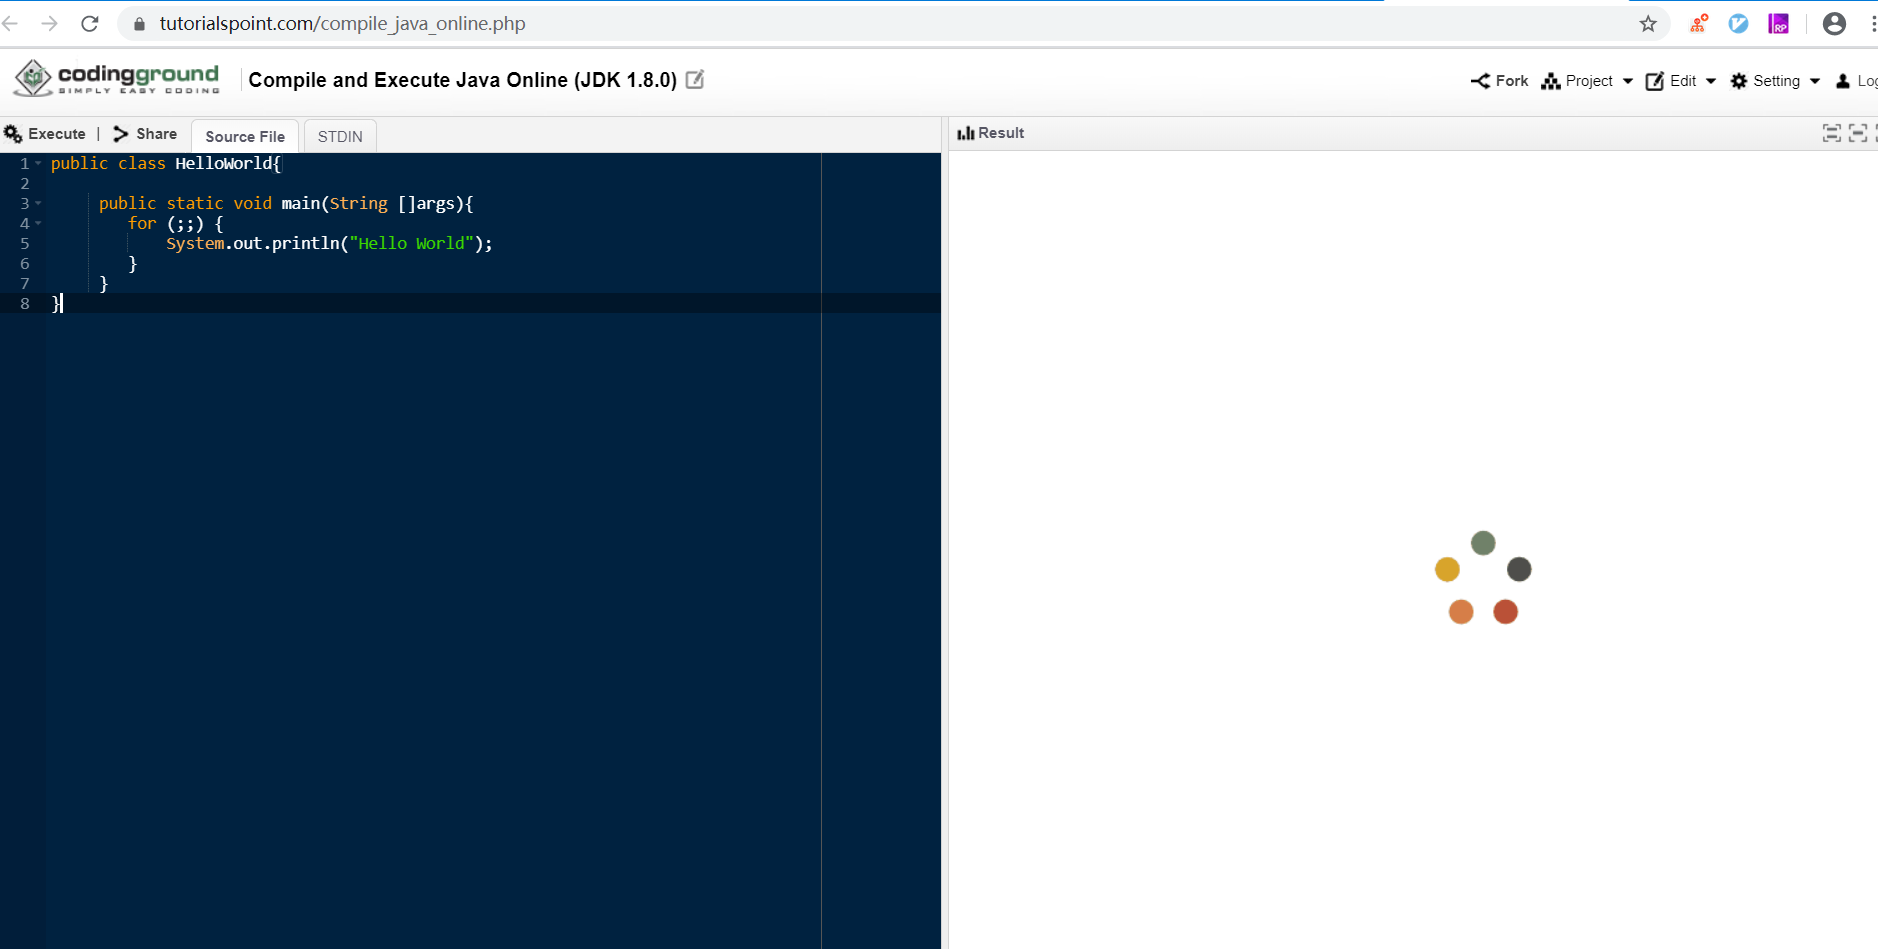 tutorialspoint.com/compile_java_online.php
codingground
SIMPLY EASY CODING
Compile and Execute Java Online (JDK 1.8.0)
Fork Project Edit Setting Log
Execute | Share Source File STDIN
Result
1 public class HelloWorld{
2
3 public static void main(String []args){
4 for (;;) {
5 System.out.println("Hello World");
6 }
7 }
8 }
RP